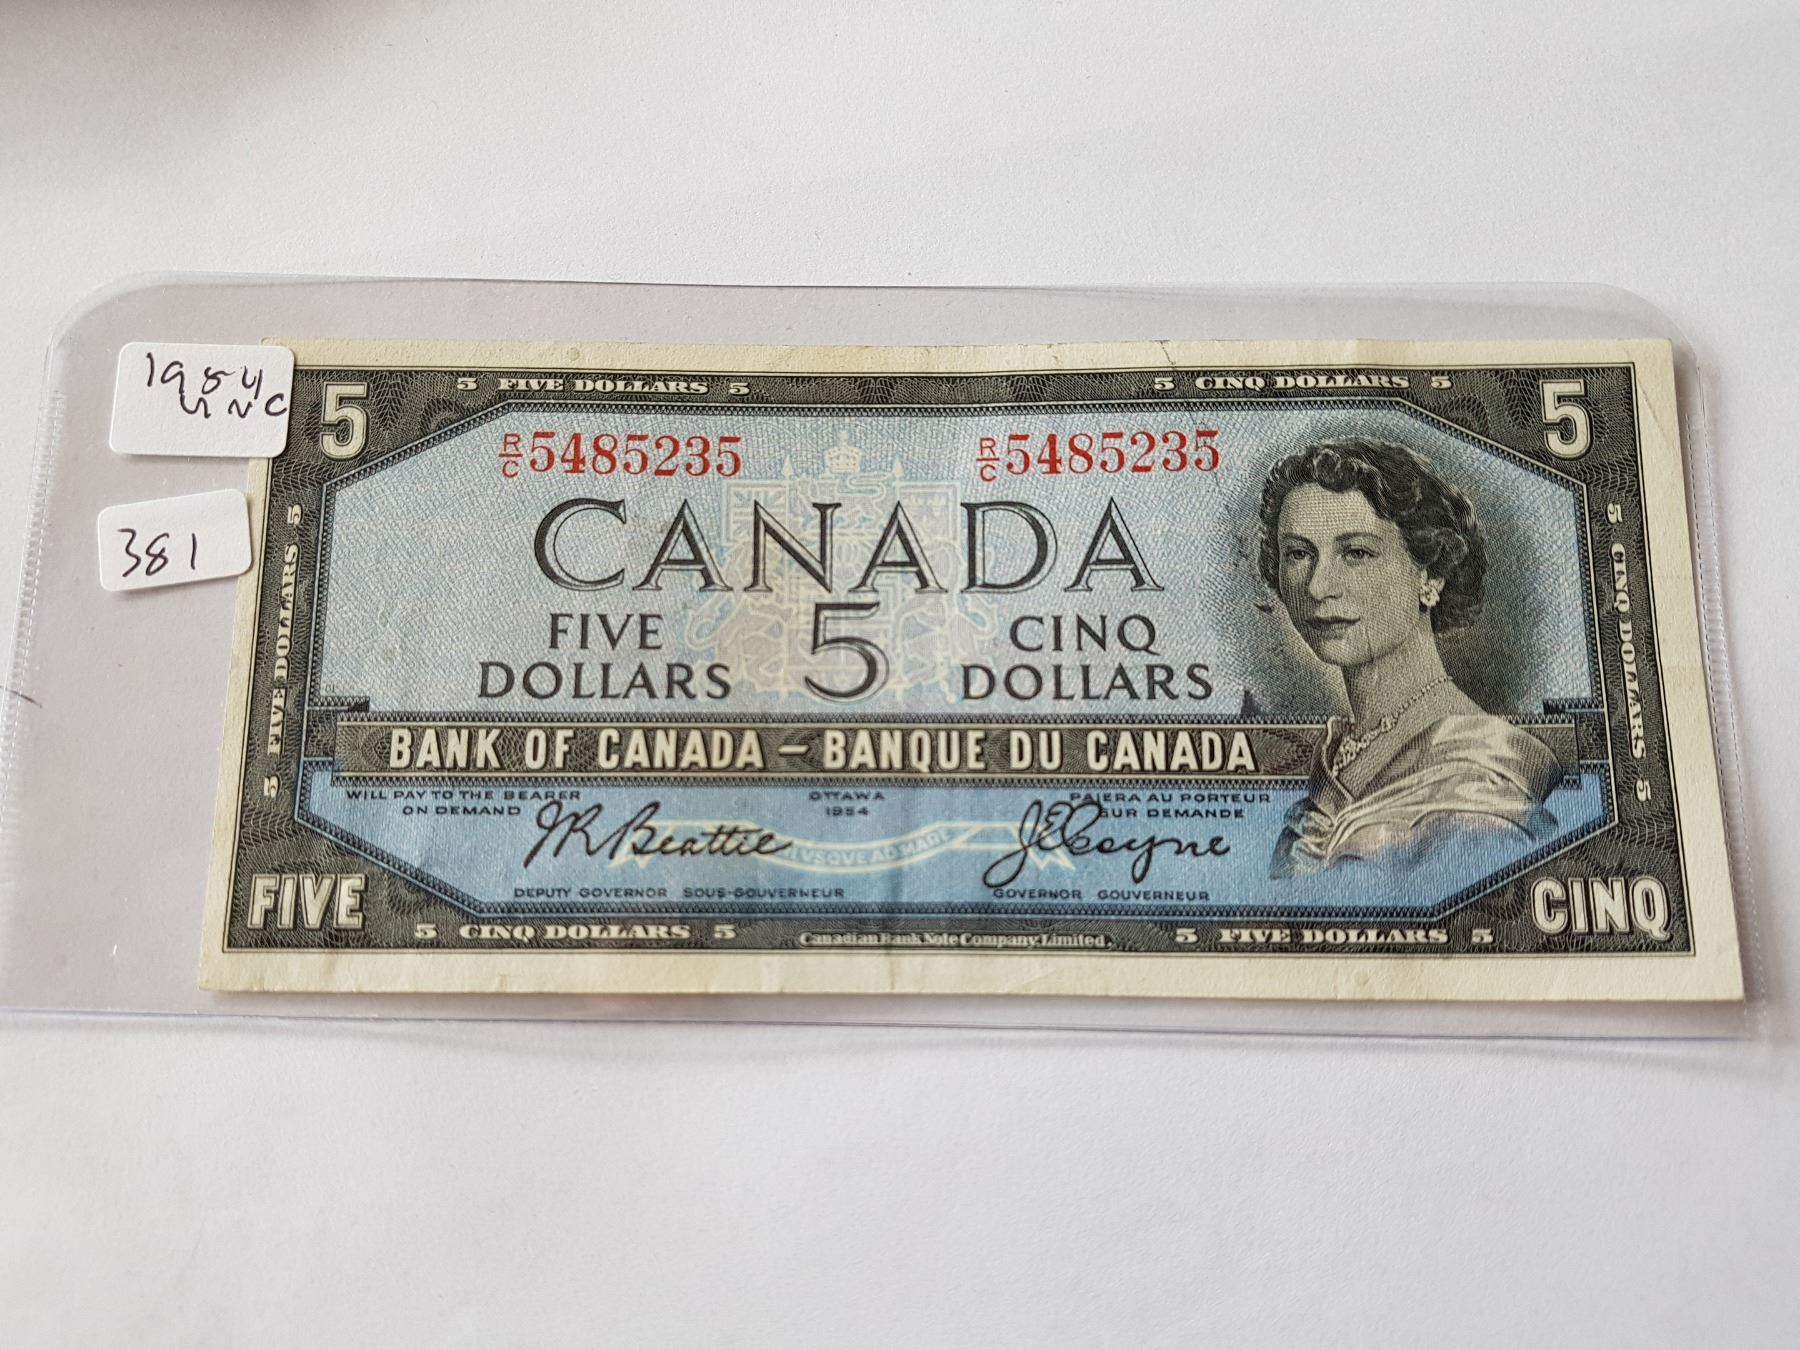 1954
UNC
381
5
5 FIVE DOLLARS 5
5 CINQ DOLLARS 5
5
R/C 5485235
R/C 5485235
CANADA
FIVE
DOLLARS
5
CINQ
DOLLARS
5 FIVE DOLLARS 5
5 CINQ DOLLARS 5
BANK OF CANADA – BANQUE DU CANADA
WILL PAY TO THE BEARER
ON DEMAND
OTTAWA
1954
PAIERA AU PORTEUR
SUR DEMANDE
JR Beattie
J E Coyne
DEPUTY GOVERNOR SOUS-GOUVERNEUR
GOVERNOR GOUVERNEUR
FIVE
5 CINQ DOLLARS 5
Canadian Bank Note Company, Limited.
5 FIVE DOLLARS 5
CINQ